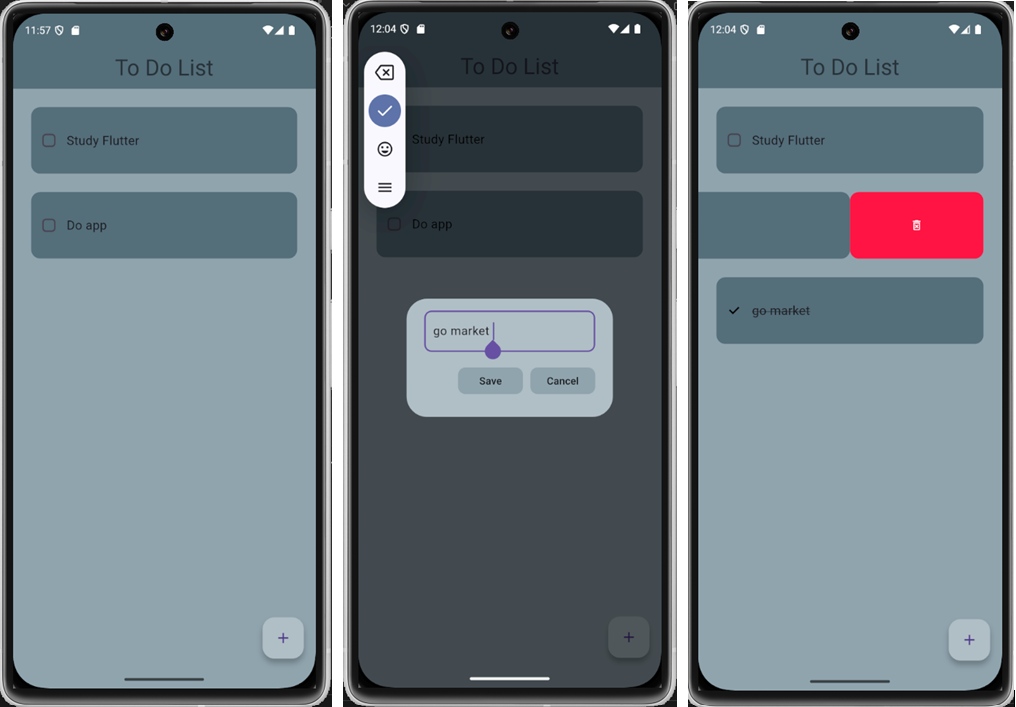 11:57
To Do List
Study Flutter
Do app
12:04
To Do List
Study Flutter
Do app
go market
Save Cancel
12:04
To Do List
Study Flutter
go market